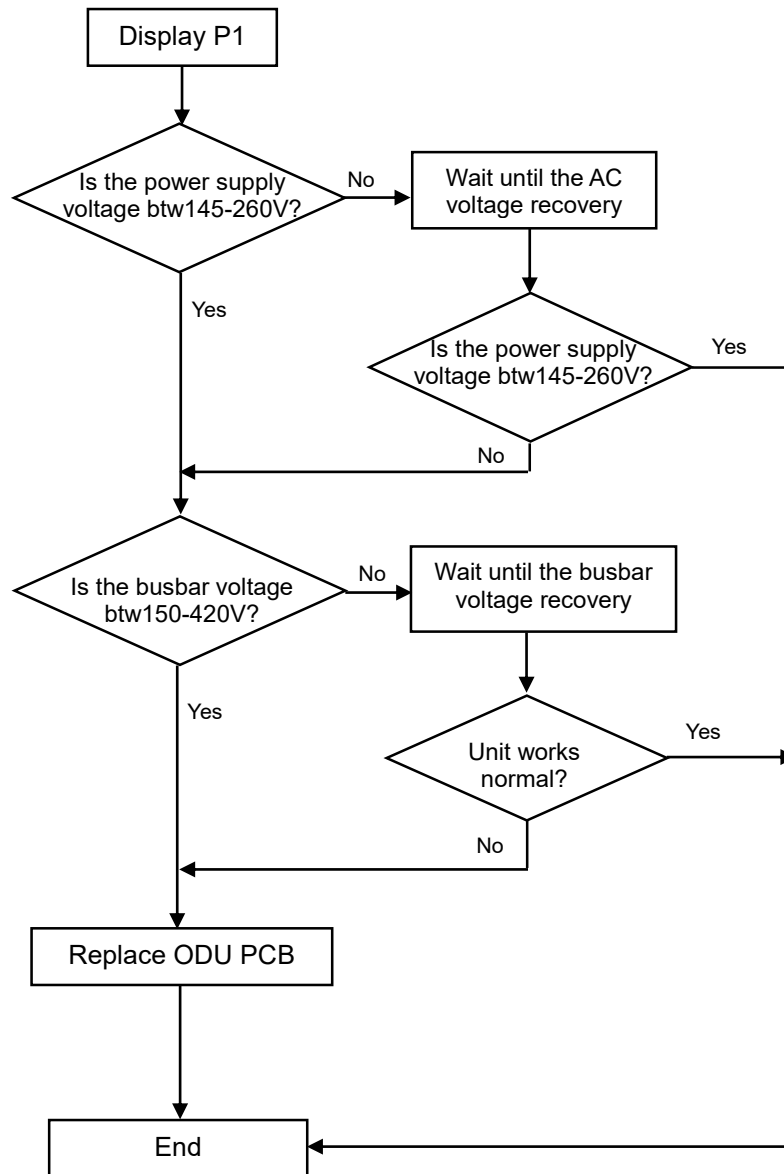 Display P1
Is the power supply
voltage btw145-260V?
No
Wait until the AC
voltage recovery
Yes
Is the power supply
voltage btw145-260V?
Yes
No
Is the busbar voltage
btw150-420V?
No
Wait until the busbar
voltage recovery
Yes
Unit works
normal?
Yes
No
Replace ODU PCB
End